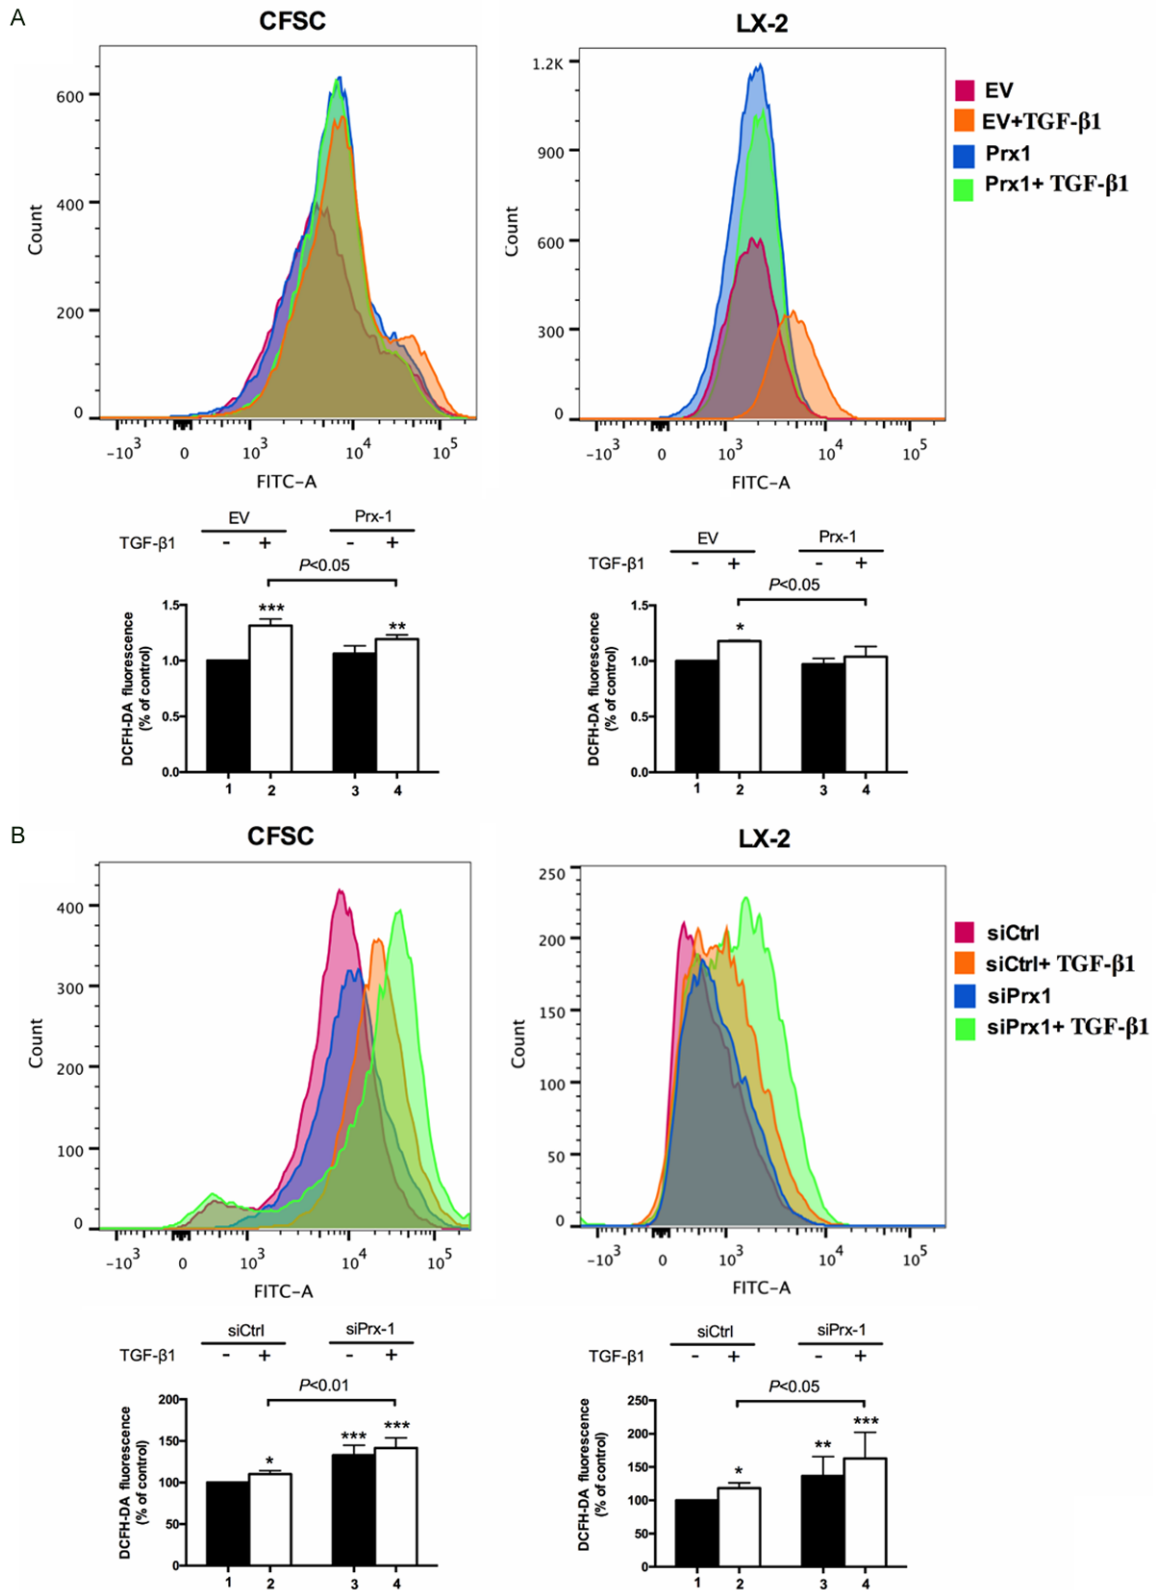 A
CFSC
LX-2
600
400
200
0
Count
-10³ 0 10³ 10⁴ 10⁵
FITC-A
1.2K
900
600
300
0
Count
-10³ 0 10³ 10⁴ 10⁵
FITC-A
EV
EV+TGF-β1
Prx1
Prx1+ TGF-β1
EV Prx-1
TGF-β1 - + - +
P<0.05
*** **
DCFH-DA fluorescence
(% of control)
1.5
1.0
0.5
0.0
1 2 3 4
EV Prx-1
TGF-β1 - + - +
P<0.05
*
DCFH-DA fluorescence
(% of control)
1.5
1.0
0.5
0.0
1 2 3 4
B
CFSC
LX-2
400
300
200
100
0
Count
-10³ 0 10³ 10⁴ 10⁵
FITC-A
250
200
150
100
50
0
Count
-10³ 0 10³ 10⁴ 10⁵
FITC-A
siCtrl
siCtrl+ TGF-β1
siPrx1
siPrx1+ TGF-β1
siCtrl siPrx-1
TGF-β1 - + - +
P<0.01
* *** ***
DCFH-DA fluorescence
(% of control)
200
150
100
50
0
1 2 3 4
siCtrl siPrx-1
TGF-β1 - + - +
P<0.05
* ** ***
DCFH-DA fluorescence
(% of control)
250
200
150
100
50
0
1 2 3 4